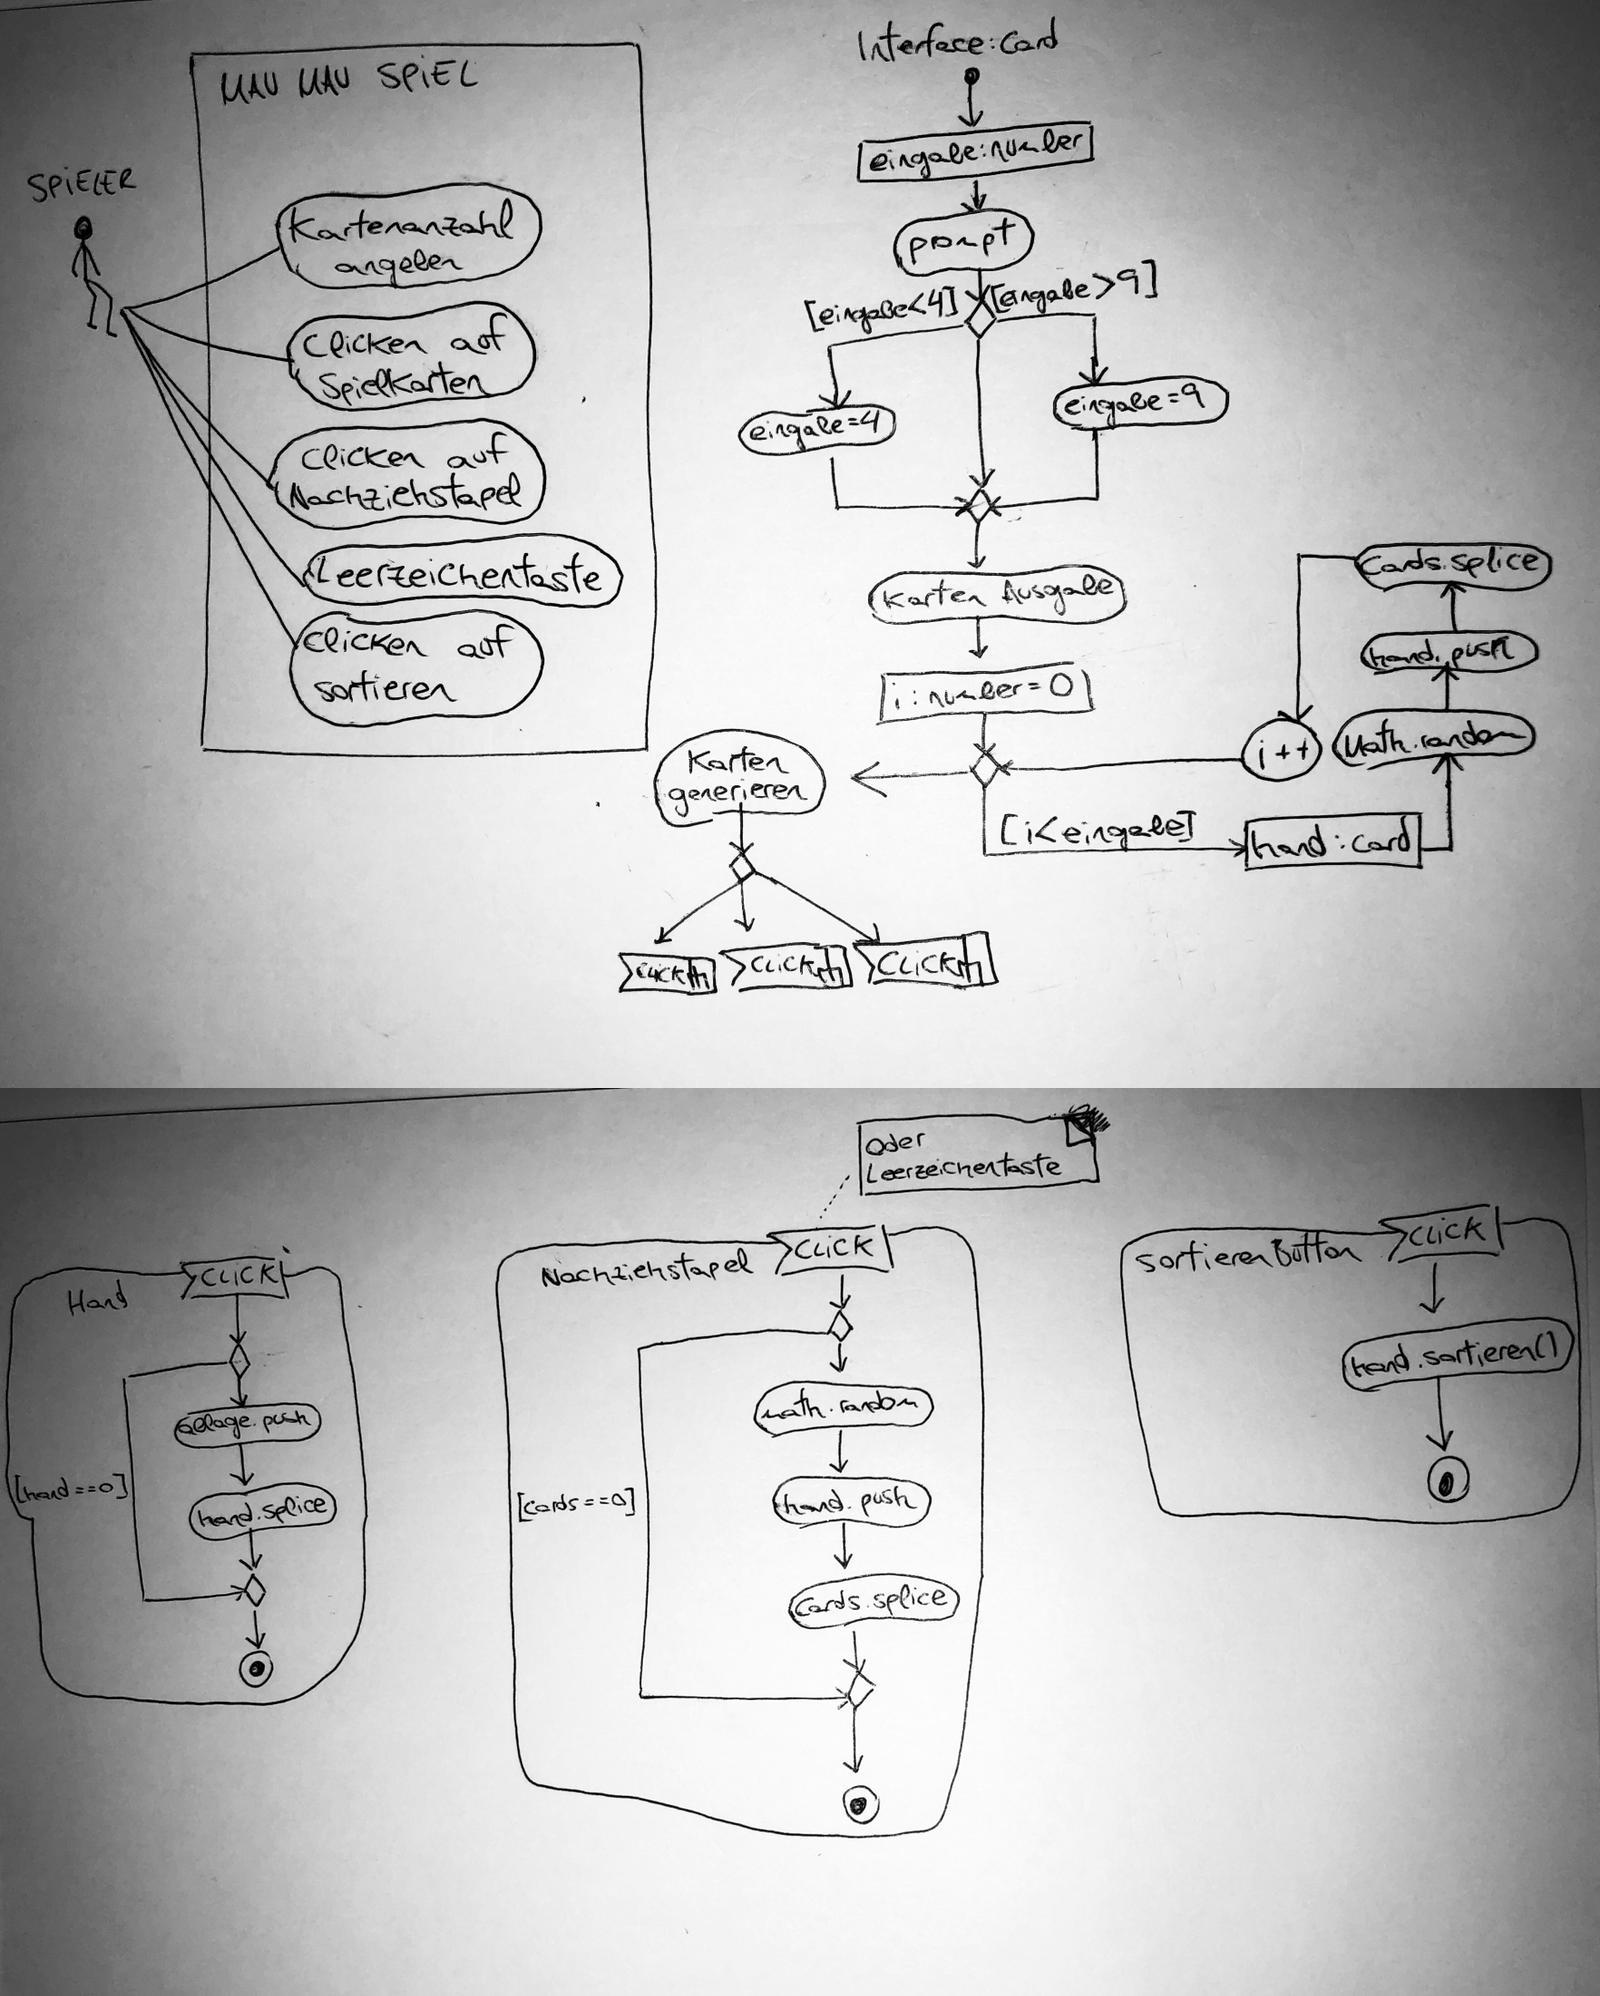 MAU MAU SPIEL
SPIELER
Kartenanzahl
angeben
Clicken auf
Spielkarten
Clicken auf
Nachziehstapel
Leerzeichentaste
Clicken auf
sortieren
Interface:Card
eingabe:number
prompt
[eingabe<4]
[eingabe>9]
eingabe=4
eingabe=9
Karten Ausgabe
i:number=0
Cards.splice
hand.push
Math.random
i++
[i<eingabe]
hand:card
Karten
generieren
CLICK
CLICK
CLICK
Oder
Leerzeichentaste
Hand
CLICK
[hand==0]
ablage.push
hand.splice
Nachziehstapel
CLICK
[cards==0]
math.random
hand.push
Cards.splice
sortierenButton
CLICK
hand.sortieren()